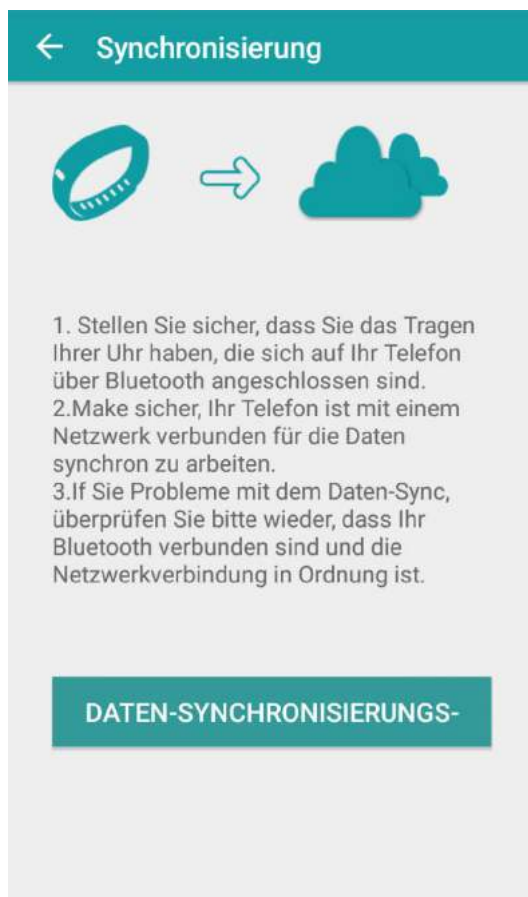 Synchronisierung
1. Stellen Sie sicher, dass Sie das Tragen
Ihrer Uhr haben, die sich auf Ihr Telefon
über Bluetooth angeschlossen sind.
2.Make sicher, Ihr Telefon ist mit einem
Netzwerk verbunden für die Daten
synchron zu arbeiten.
3.If Sie Probleme mit dem Daten-Sync,
überprüfen Sie bitte wieder, dass Ihr
Bluetooth verbunden sind und die
Netzwerkverbindung in Ordnung ist.
DATEN-SYNCHRONISIERUNGS-